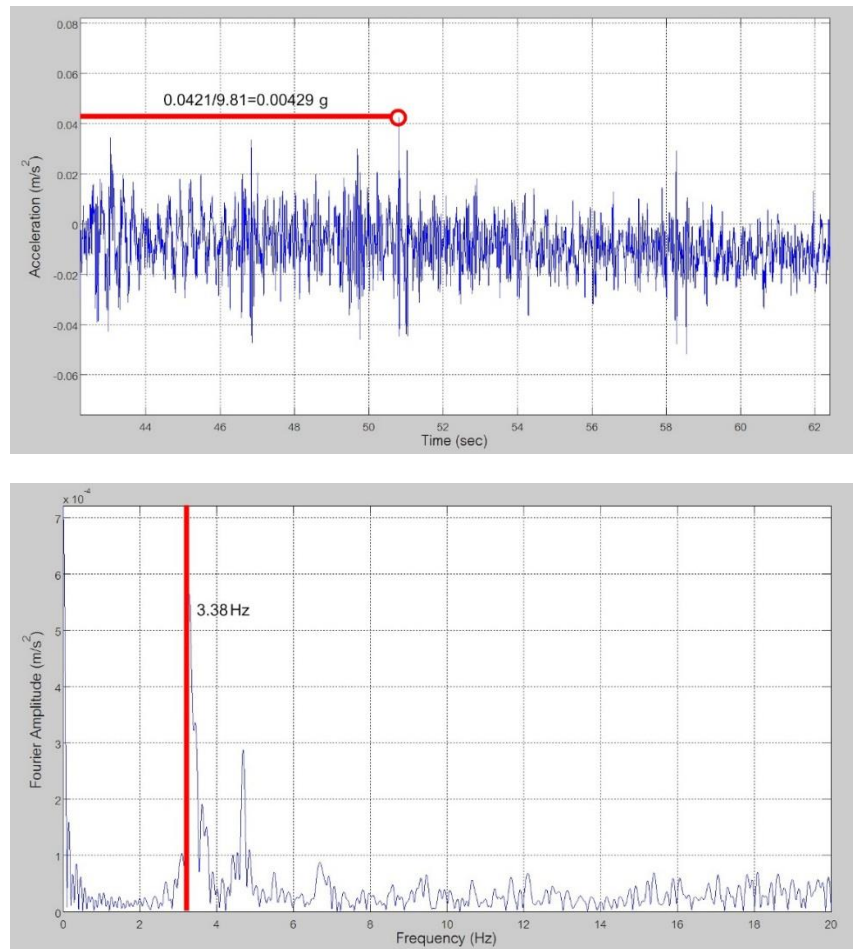 0.08
0.06
0.0421/9.81=0.00429 g
0.04
0.02
0
-0.02
-0.04
-0.06
Acceleration (m/s²)
44 46 48 50 52 54 56 58 60 62
Time (sec)
x 10⁻⁴
7
6
3.38Hz
5
4
3
2
1
0
Fourier Amplitude (m/s²)
0 2 4 6 8 10 12 14 16 18 20
Frequency (Hz)